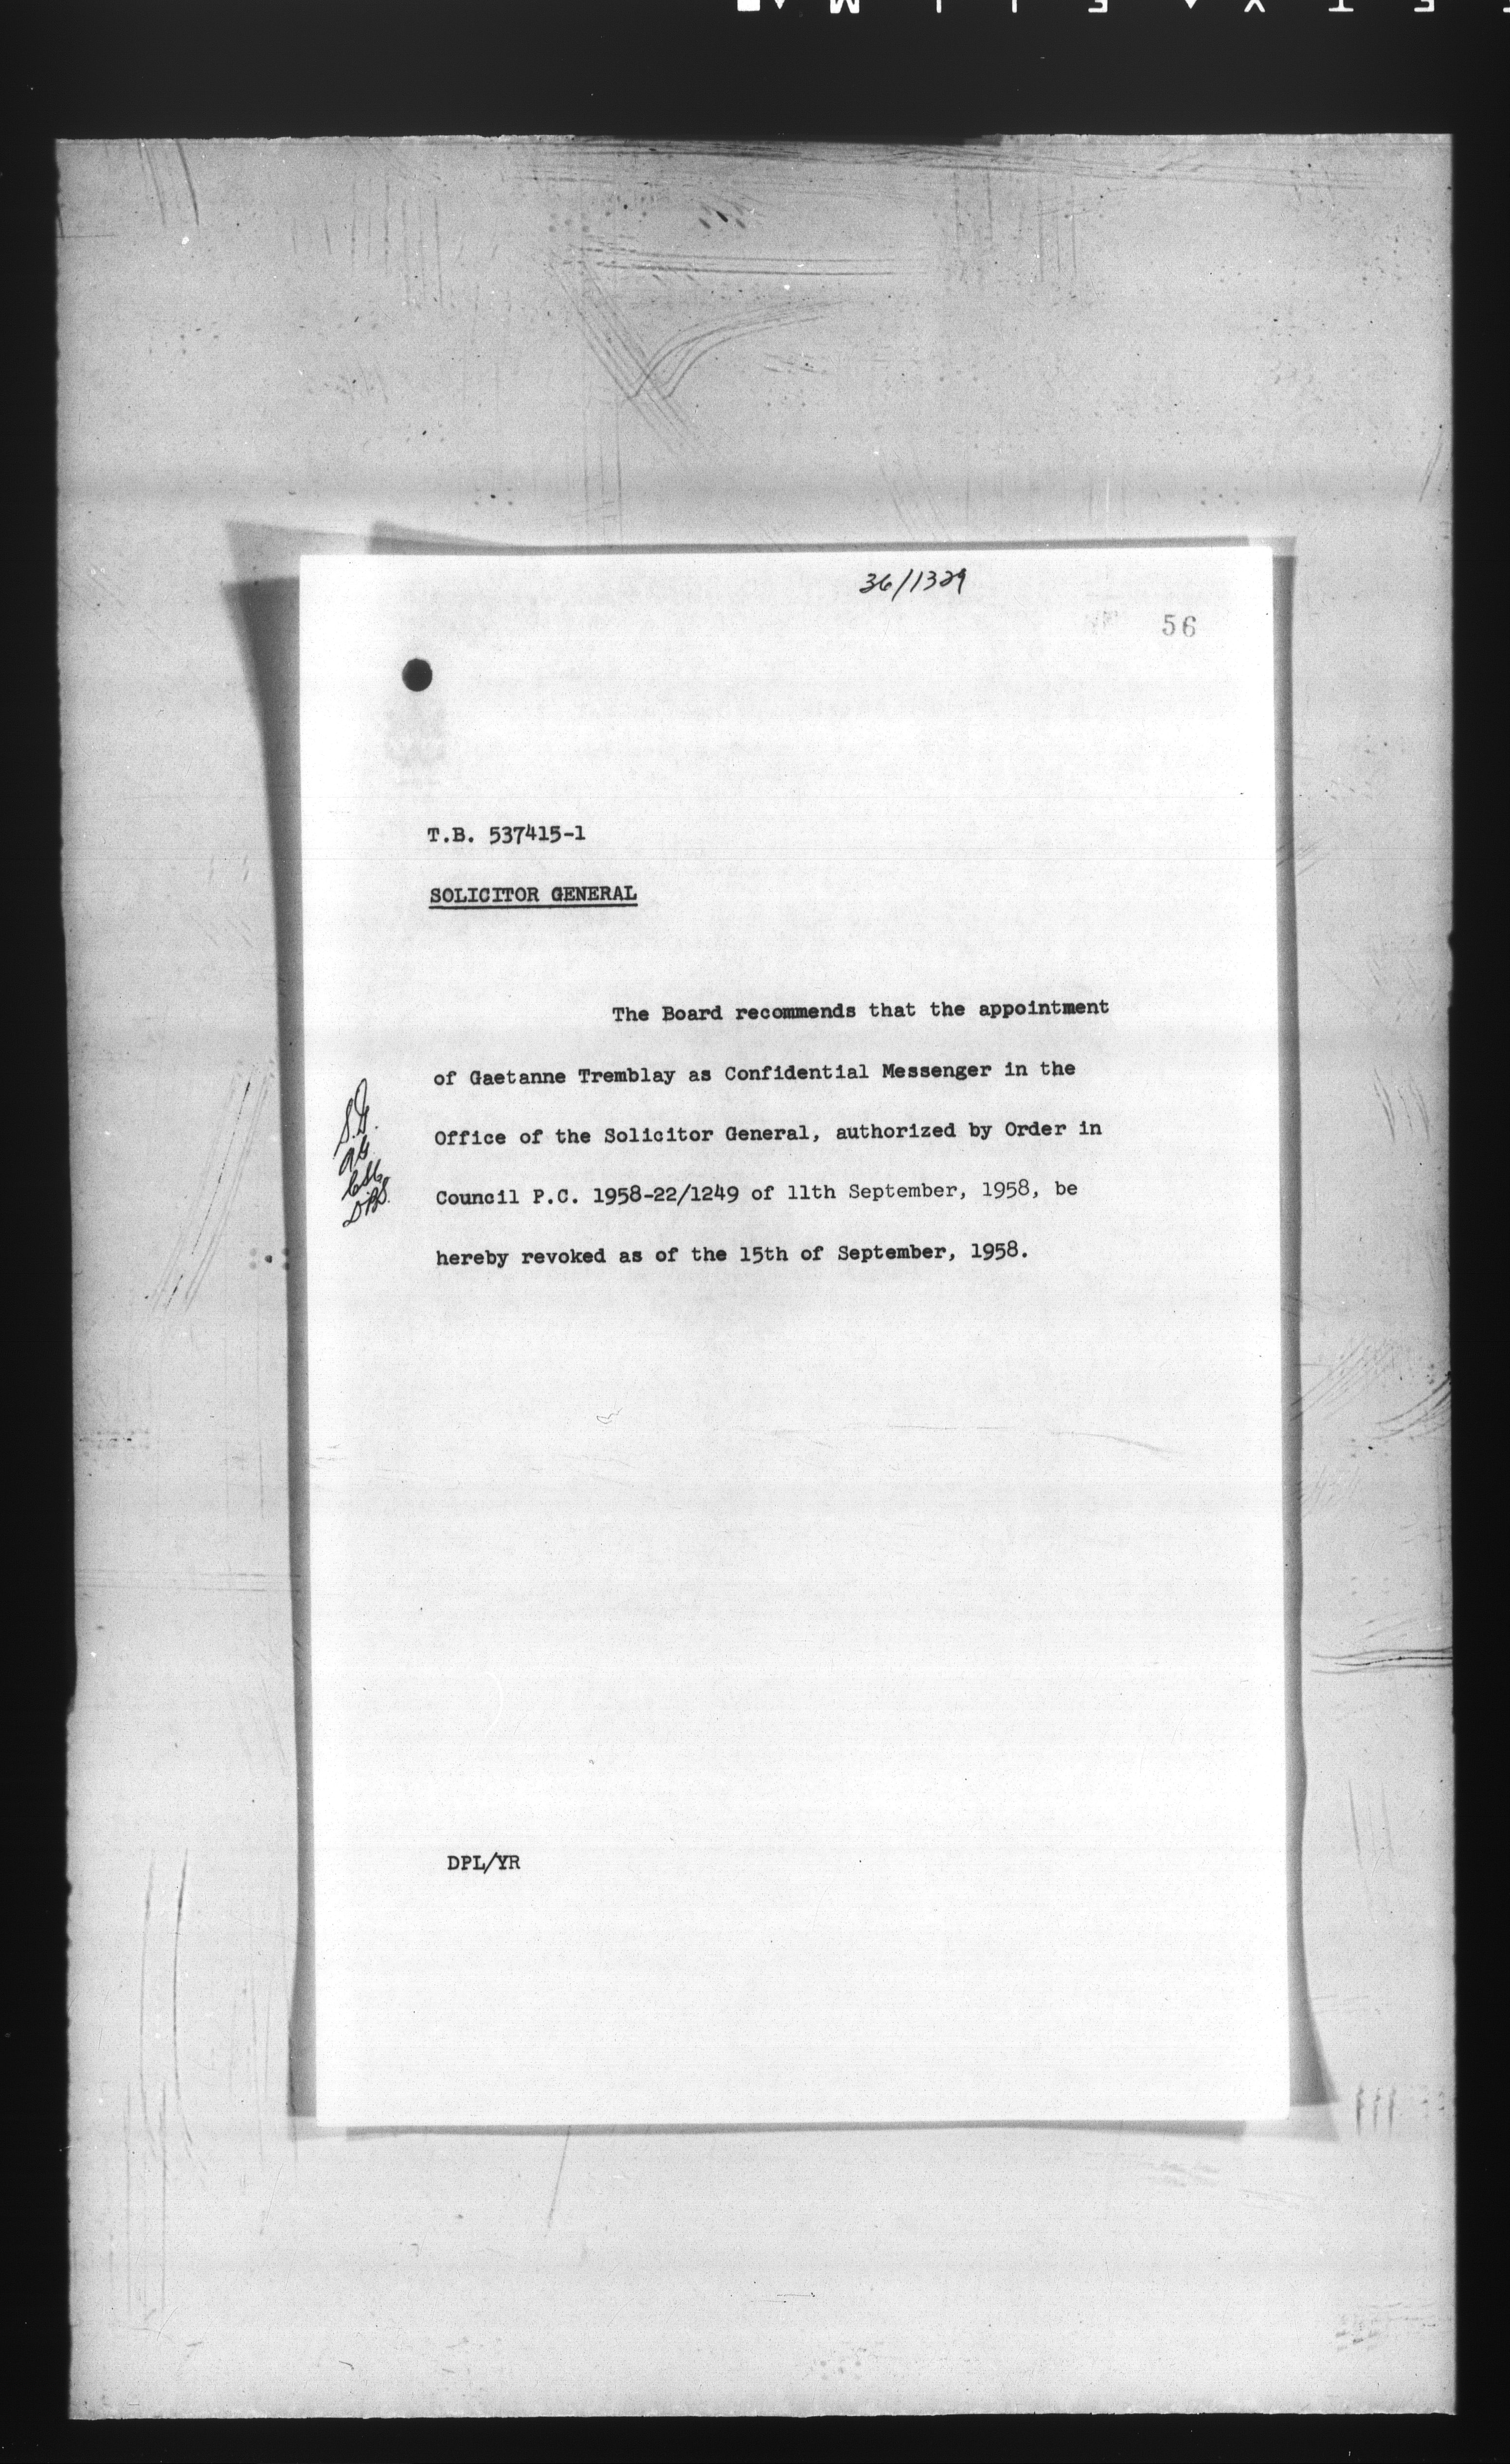 36/1329
56
T.B. 537415-1
SOLICITOR GENERAL
The Board recommends that the appointment
of Gaetanne Tremblay as Confidential Messenger in the
Office of the Solicitor General, authorized by Order in
Council P.C. 1958-22/1249 of 11th September, 1958, be
hereby revoked as of the 15th of September, 1958.
S.G.
DPL/YR